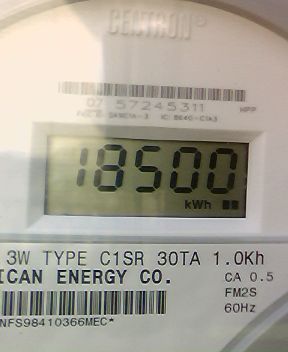 CENTRON®
07 57245311 HPP
18500
kWh
3W TYPE C1SR 30TA 1.0Kh
ICAN ENERGY CO. CA 0.5
FM2S
NFS98410366MEC* 60Hz